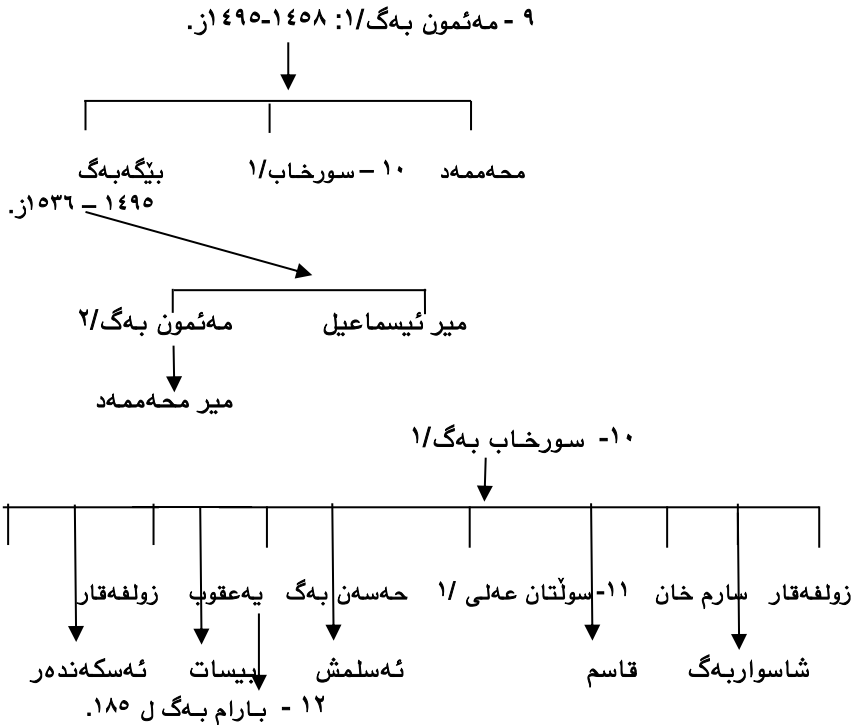 ٩ - مەئمون بەگ/١: ١٤٥٨-١٤٩٥ز.
محەممەد
١٠ – سورخاب/١
بێگەبەگ
١٤٩٥ – ١٥٣٦ز.
میر ئیسماعیل
مەئمون بەگ/٢
میر محەممەد
١٠- سورخاب بەگ/١
زولفەقار
سارم خان
١١- سوڵتان عەلی /١
حەسەن بەگ
یەعقوب
زولفەقار
شاسواربەگ
قاسم
ئەسلمش
بیسات
ئەسکەندەر
١٢ - بارام بەگ ل ١٨٥.